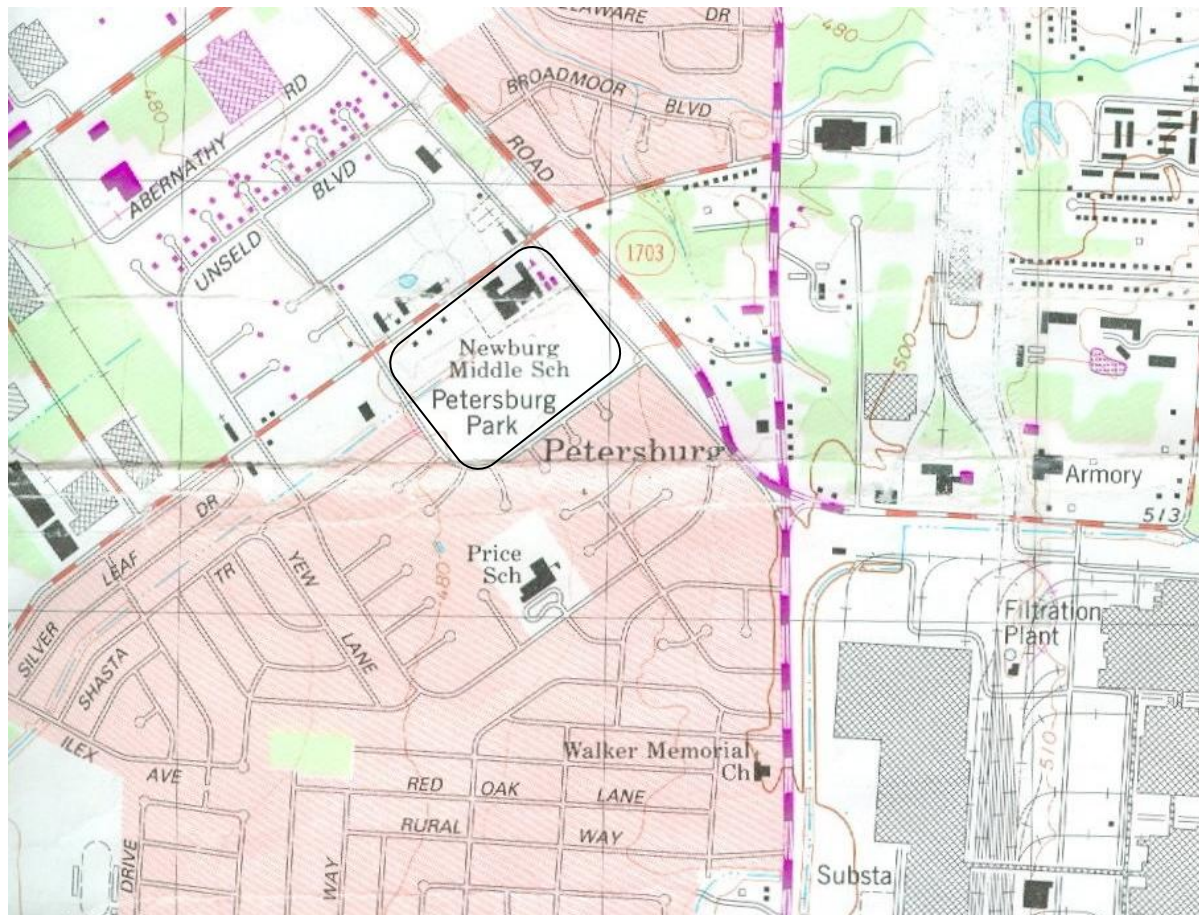 DR
480
BROADMOOR
BLVD
480
RD
ABERNATHY
ROAD
BLVD
UNSELD
1703
Newburg
Middle Sch
Petersburg
Park
Petersburg
500
Armory
513
DR
LEAF
SILVER
TR
SHASTA
YEW
LANE
480
Price
Sch
Filtration
Plant
510
ILEX
AVE
Walker Memorial
Ch
RED OAK LANE
RURAL WAY
DRIVE
WAY
Substa